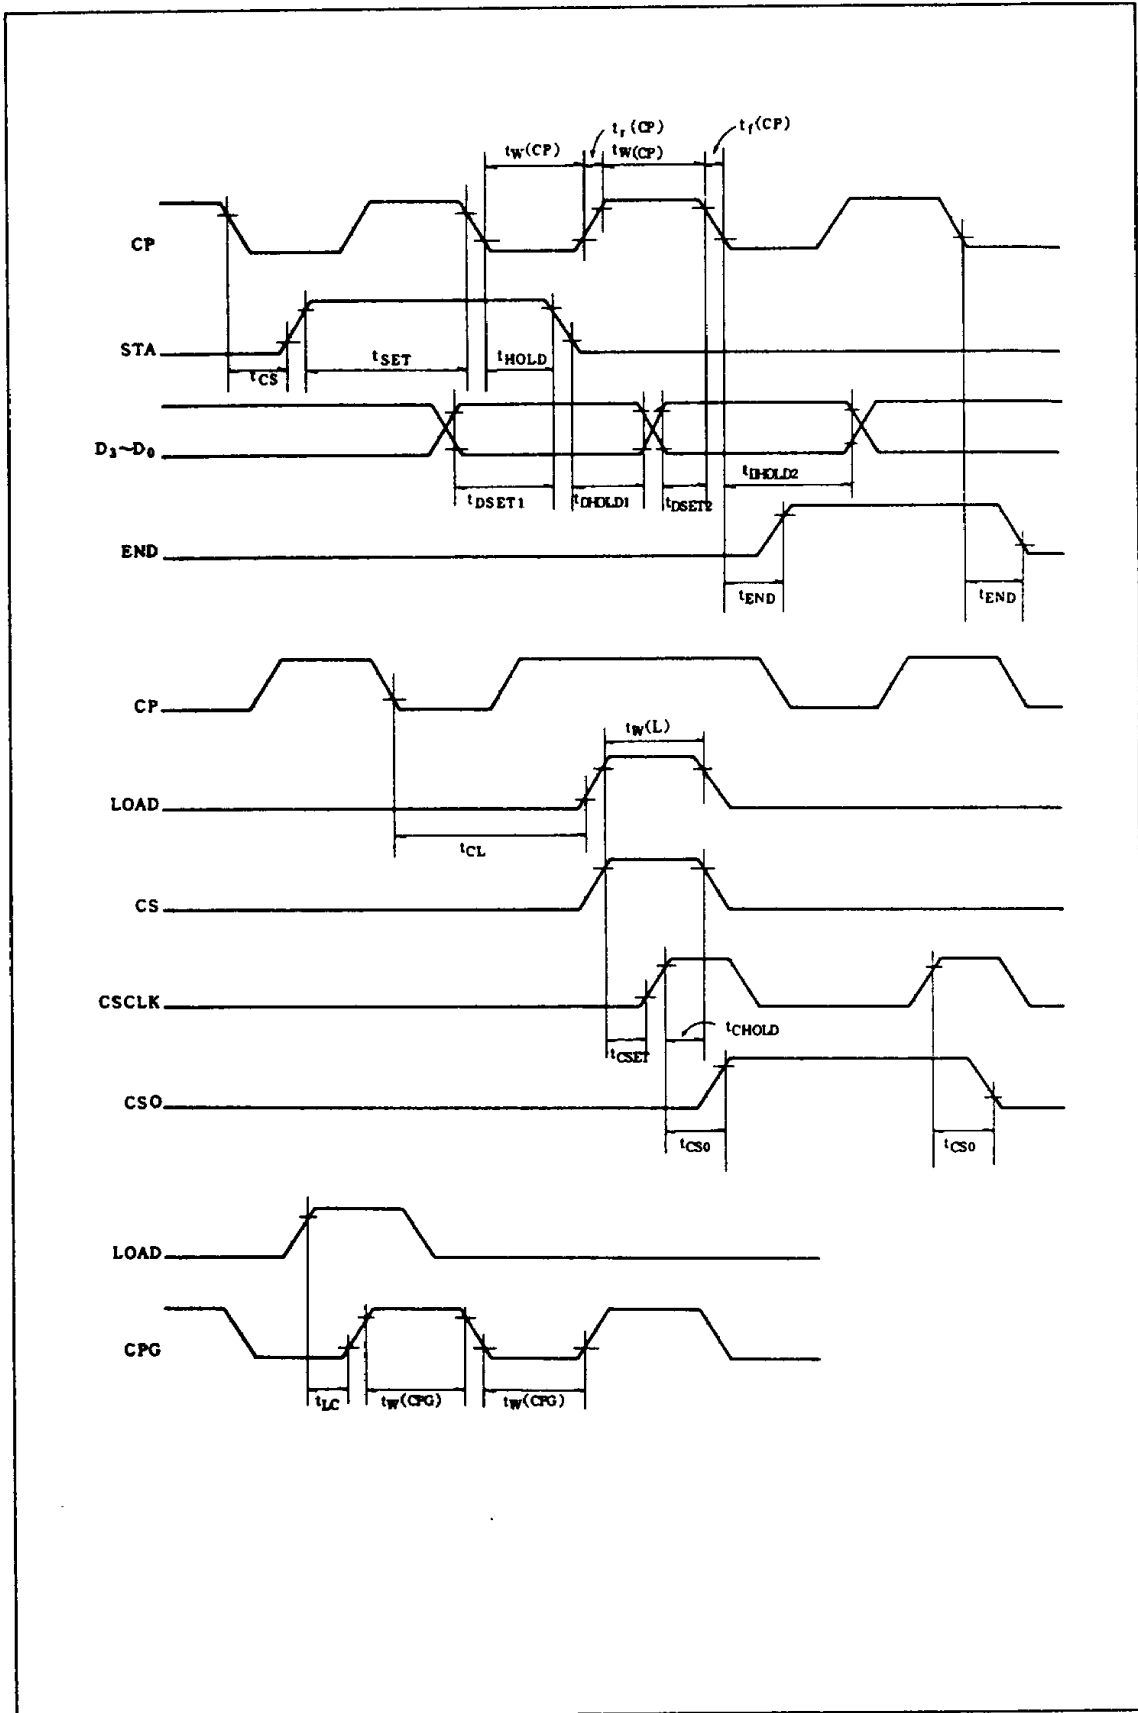 tr(CP) tf(CP)
tW(CP) tW(CP)
CP
STA
tCS tSET tHOLD
D3~D0
tDSET1 tDHOLD1 tDSET2 tDHOLD2
END
tEND tEND
CP
tW(L)
LOAD
tCL
CS
CSCLK
tCSET tCHOLD
CSO
tCSO tCSO
LOAD
CPG
tLC tW(CPG) tW(CPG)